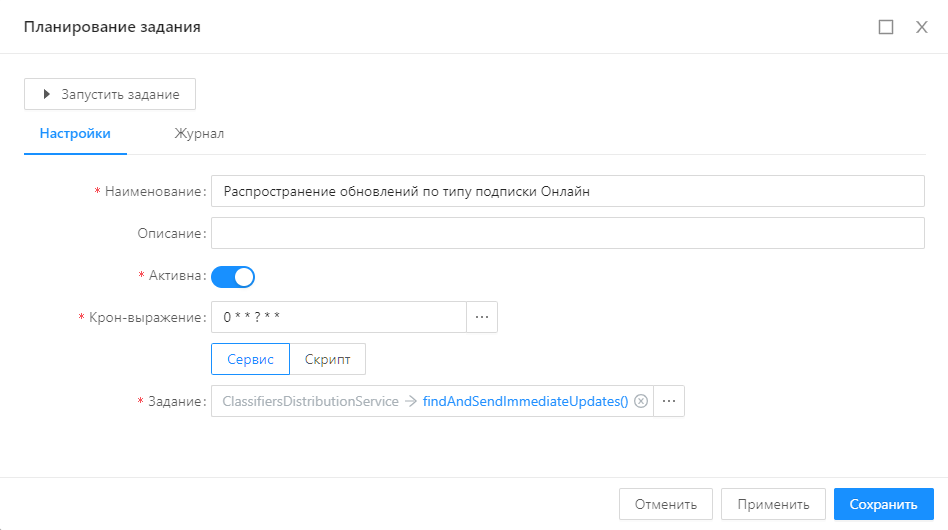 Планирование задания
Запустить задание
Настройки Журнал
* Наименование: Распространение обновлений по типу подписки Онлайн
Описание:
* Активна:
* Крон-выражение: 0 * * ? * * ...
Сервис Скрипт
* Задание: ClassifiersDistributionService → findAndSendImmediateUpdates() ...
Отменить Применить Сохранить